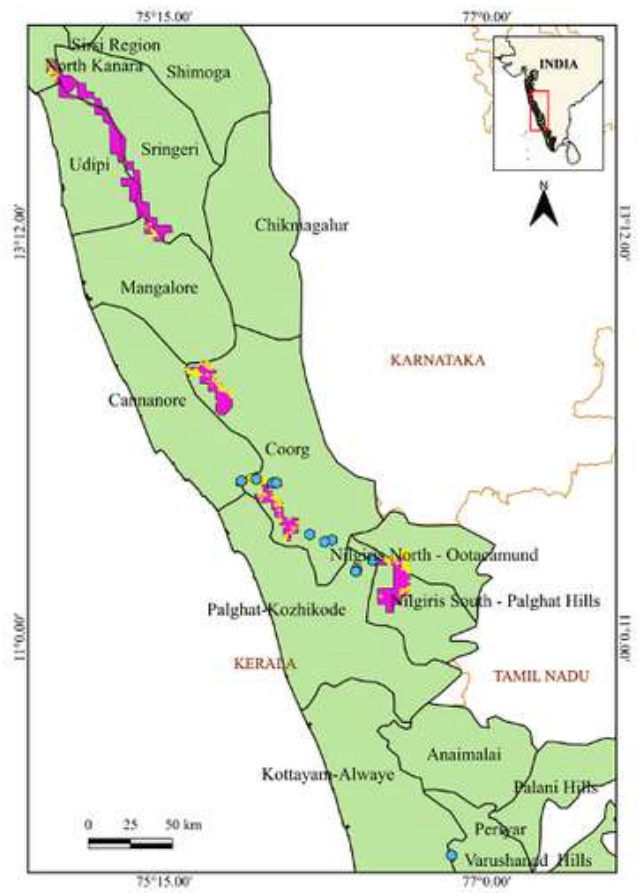 75°15.00' 77°0.00'
Sirsi Region
North Kanara
Shimoga
INDIA
Udipi
Sringeri
N
13°12.00'
13°12.00'
Chikmagalur
Mangalore
KARNATAKA
Cannanore
Coorg
Nilgiris North - Ootacamund
Nilgiris South - Palghat Hills
Palghat-Kozhikode
11°0.00'
11°0.00'
KERALA
TAMIL NADU
Anaimalai
Kottayam-Alwaye
Palani Hills
0 25 50 km
Periyar
Varushanad Hills
75°15.00' 77°0.00'